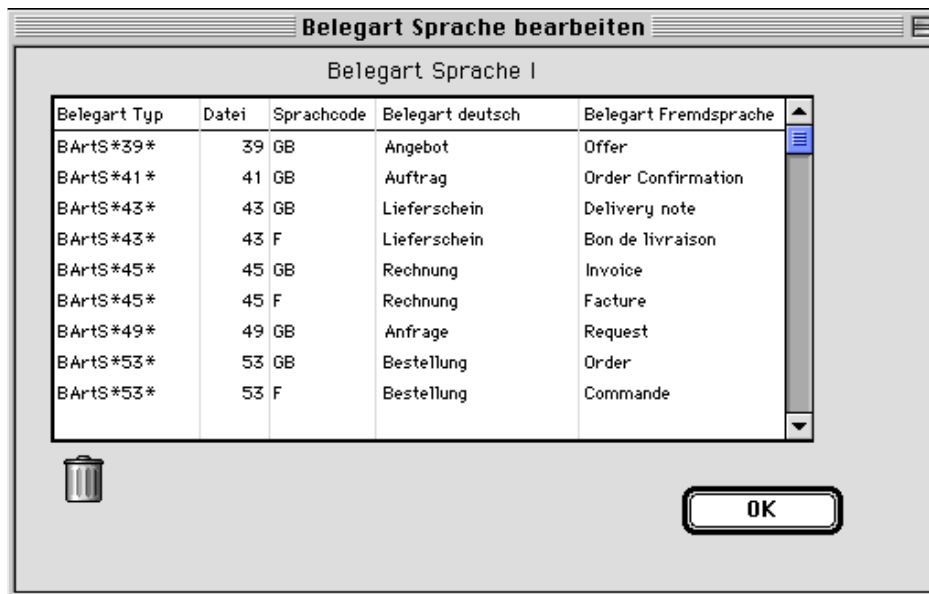 Belegart Sprache bearbeiten
Belegart Sprache I
Belegart Typ Datei Sprachcode Belegart deutsch Belegart Fremdsprache
BArtS*39* 39 GB Angebot Offer
BArtS*41* 41 GB Auftrag Order Confirmation
BArtS*43* 43 GB Lieferschein Delivery note
BArtS*43* 43 F Lieferschein Bon de livraison
BArtS*45* 45 GB Rechnung Invoice
BArtS*45* 45 F Rechnung Facture
BArtS*49* 49 GB Anfrage Request
BArtS*53* 53 GB Bestellung Order
BArtS*53* 53 F Bestellung Commande
OK